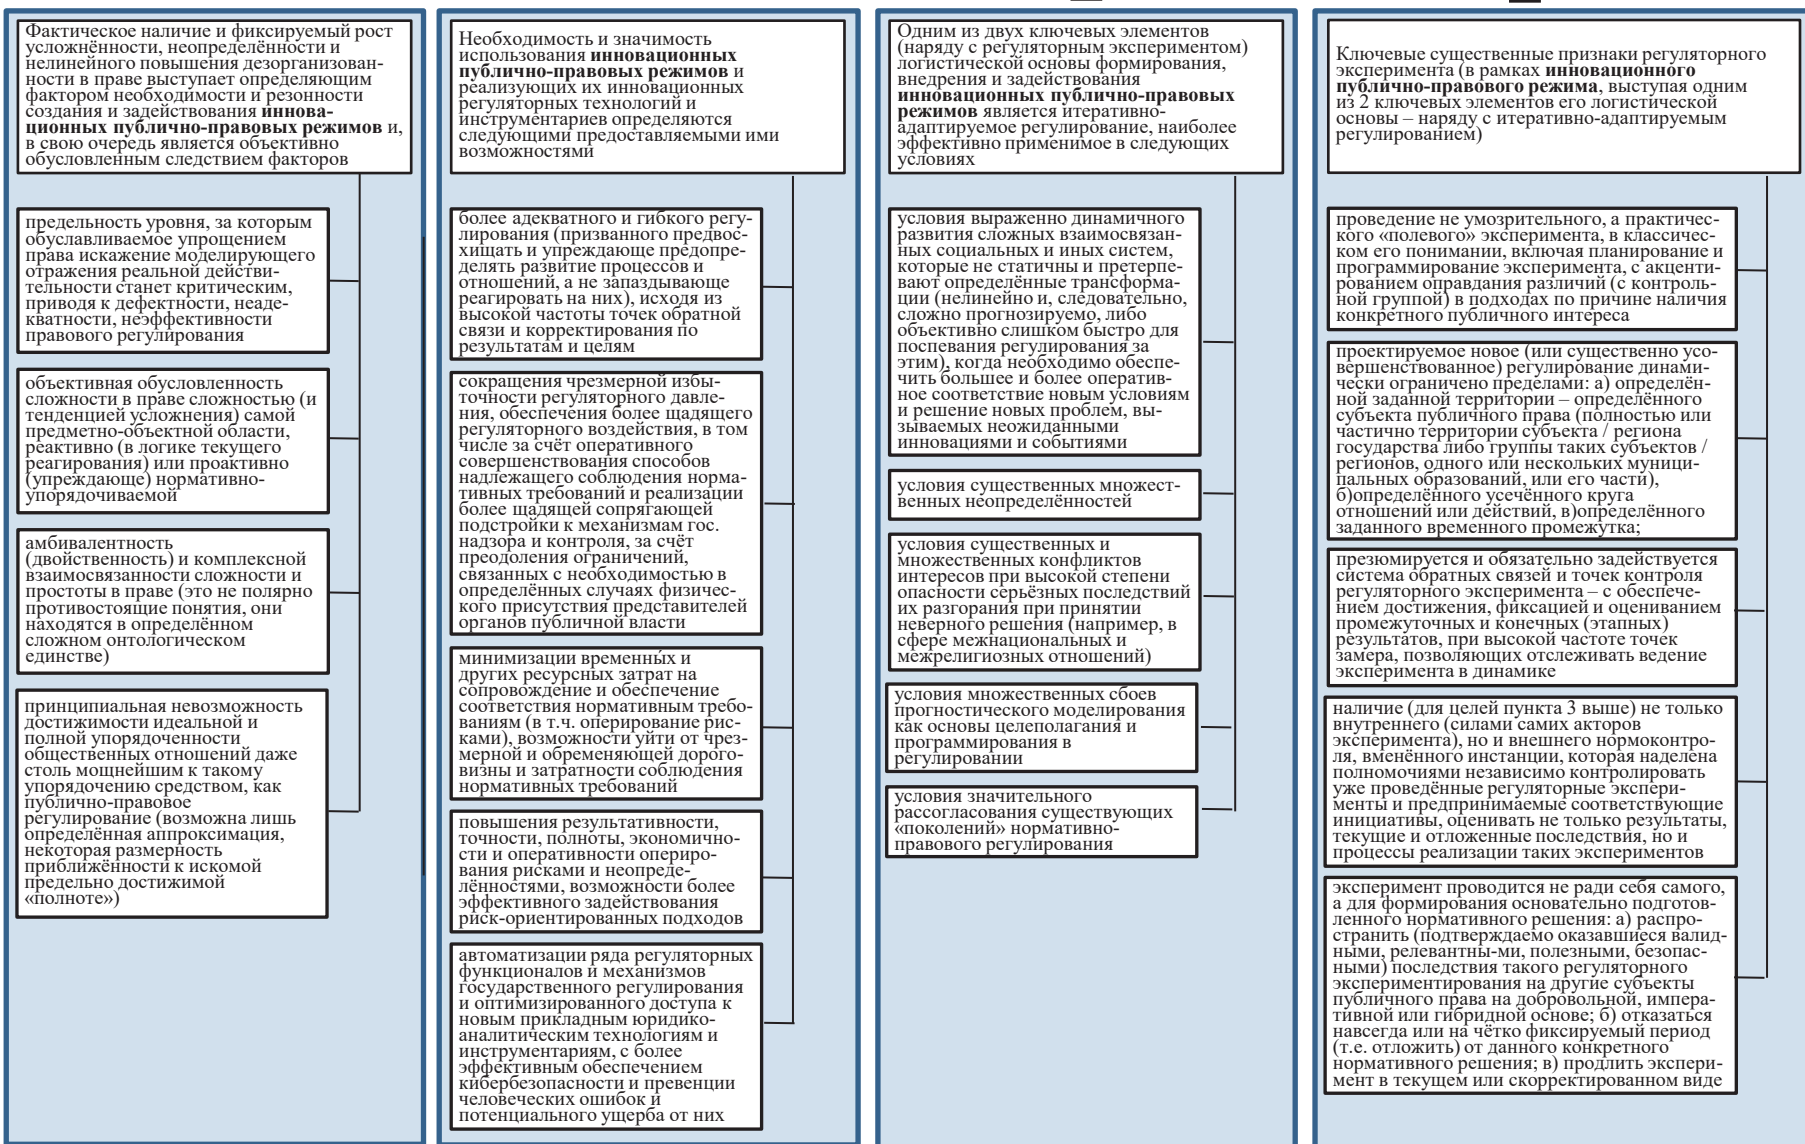 Фактическое наличие и фиксируемый рост
усложнённости, неопределённости и
нелинейного повышения дезорганизован-
ности в праве выступает определяющим
фактором необходимости и резонности
создания и задействования иннова-
ционных публично-правовых режимов и,
в свою очередь является объективно
обусловленным следствием факторов
предельность уровня, за которым
обуславливаемое упрощением
права искажение моделирующего
отражения реальной действи-
тельности станет критическим,
приводя к дефектности, неаде-
кватности, неэффективности
правового регулирования
объективная обусловленность
сложности в праве сложностью (и
тенденцией усложнения) самой
предметно-объектной области,
реактивно (в логике текущего
реагирования) или проактивно
(упреждающе) нормативно-
упорядочиваемой
амбивалентность
(двойственность) и комплексной
взаимосвязанности сложности и
простоты в праве (это не полярно
противостоящие понятия, они
находятся в определённом
сложном онтологическом
единстве)
принципиальная невозможность
достижимости идеальной и
полной упорядоченности
общественных отношений даже
столь мощнейшим к такому
упорядочению средством, как
публично-правовое
регулирование (возможна лишь
определённая аппроксимация,
некоторая размерность
приближённости к искомой
предельно достижимой
«полноте»)
Необходимость и значимость
использования инновационных
публично-правовых режимов и
реализующих их инновационных
регуляторных технологий и
инструментариев определяются
следующими предоставляемыми ими
возможностями
более адекватного и гибкого регу-
лирования (призванного предвос-
хищать и упреждающе предопре-
делять развитие процессов и
отношений, а не запаздывающе
реагировать на них), исходя из
высокой частоты точек обратной
связи и корректирования по
результатам и целям
сокращения чрезмерной избы-
точности регуляторного давле-
ния, обеспечения более щадящего
регуляторного воздействия, в том
числе за счёт оперативного
совершенствования способов
надлежащего соблюдения норма-
тивных требований и реализации
более щадящей сопрягающей
подстройки к механизмам гос.
надзора и контроля, за счёт
преодоления ограничений,
связанных с необходимостью в
определённых случаях физичес-
кого присутствия представителей
органов публичной власти
минимизации временны́х и
других ресурсных затрат на
сопровождение и обеспечение
соответствия нормативным требо-
ваниям (в т.ч. оперирование рис-
ками), возможности уйти от чрез-
мерной и обременяющей дорого-
визны и затратности соблюдения
нормативных требований
повышения результативности,
точности, полноты, экономично-
сти и оперативности опериро-
вания рисками и неопреде-
лённостями, возможности более
эффективного задействования
риск-ориентированных подходов
автоматизации ряда регуляторных
функционалов и механизмов
государственного регулирования
и оптимизированного доступа к
новым прикладным юридико-
аналитическим технологиям и
инструментариям, с более
эффективным обеспечением
кибербезопасности и превенции
человеческих ошибок и
потенциального ущерба от них
Одним из двух ключевых элементов
(наряду с регуляторным экспериментом)
логистической основы формирования,
внедрения и задействования
инновационных публично-правовых
режимов является итеративно-
адаптируемое регулирование, наиболее
эффективно применимое в следующих
условиях
условия выраженно динамичного
развития сложных взаимосвязан-
ных социальных и иных систем,
которые не статичны и претерпе-
вают определённые трансформа-
ции (нелинейно и, следовательно,
сложно прогнозируемо, либо
объективно слишком быстро для
поспевания регулирования за
этим), когда необходимо обеспе-
чить большее и более оператив-
ное соответствие новым условиям
и решение новых проблем, вы-
зываемых неожиданными
инновациями и событиями
условия существенных множест-
венных неопределённостей
условия существенных и
множественных конфликтов
интересов при высокой степени
опасности серьёзных последствий
их разгорания при принятии
неверного решения (например, в
сфере межнациональных и
межрелигиозных отношений)
условия множественных сбоев
прогностического моделирования
как основы целеполагания и
программирования в
регулировании
условия значительного
рассогласования существующих
«поколений» нормативно-
правового регулирования
Ключевые существенные признаки регуляторного
эксперимента (в рамках инновационного
публично-правового режима, выступая одним
из 2 ключевых элементов его логистической
основы – наряду с итеративно-адаптируемым
регулированием)
проведение не умозрительного, а практичес-
кого «полевого» эксперимента, в классичес-
ком его понимании, включая планирование и
программирование эксперимента, с акценти-
рованием оправдания различий (с контроль-
ной группой) в подходах по причине наличия
конкретного публичного интереса
проектируемое новое (или существенно усо-
вершенствованное) регулирование динами-
чески ограничено пределами: а) определён-
ной заданной территории – определённого
субъекта публичного права (полностью или
частично территории субъекта / региона
государства либо группы таких субъектов /
регионов, одного или нескольких муници-
пальных образований, или его части),
б)определённого усечённого круга
отношений или действий, в)определённого
заданного временного промежутка;
презюмируется и обязательно задействуется
система обратных связей и точек контроля
регуляторного эксперимента – с обеспече-
нием достижения, фиксацией и оцениванием
промежуточных и конечных (этапных)
результатов, при высокой частоте точек
замера, позволяющих отслеживать ведение
эксперимента в динамике
наличие (для целей пункта 3 выше) не только
внутреннего (силами самих акторов
эксперимента), но и внешнего нормоконтро-
ля, вменённого инстанции, которая наделена
полномочиями независимо контролировать
уже проведённые регуляторные экспери-
менты и предпринимаемые соответствующие
инициативы, оценивать не только результаты,
текущие и отложенные последствия, но и
процессы реализации таких экспериментов
эксперимент проводится не ради себя самого,
а для формирования основательно подготов-
ленного нормативного решения: а) распро-
странить (подтверждаемо оказавшиеся валид-
ными, релевантны-ми, полезными, безопас-
ными) последствия такого регуляторного
экспериментирования на другие субъекты
публичного права на добровольной, импера-
тивной или гибридной основе; б) отказаться
навсегда или на чётко фиксируемый период
(т.е. отложить) от данного конкретного
нормативного решения; в) продлить экспери-
мент в текущем или скорректированном виде